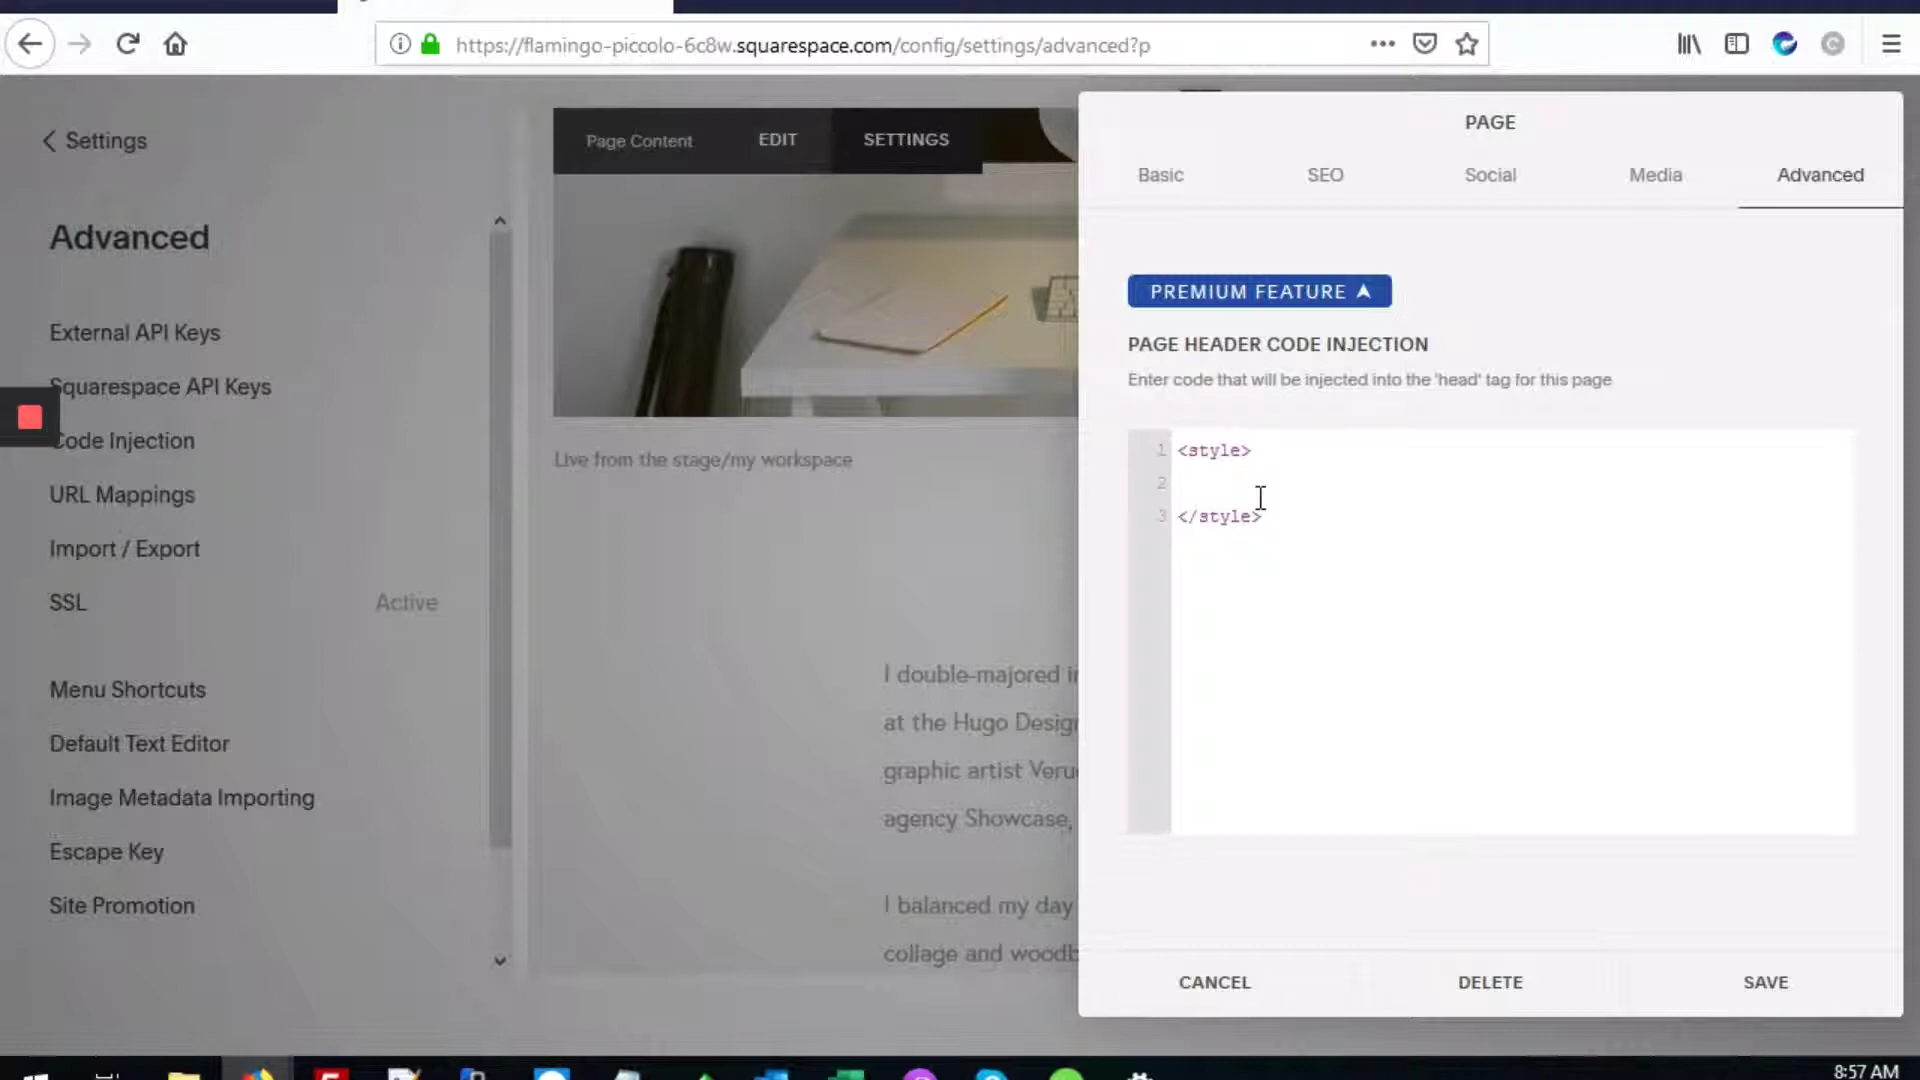 https://flamingo-piccolo-6c8w.squarespace.com/config/settings/advanced?p
Settings
Advanced
External API Keys
Squarespace API Keys
Code Injection
URL Mappings
Import / Export
SSL Active
Menu Shortcuts
Default Text Editor
Image Metadata Importing
Escape Key
Site Promotion
Page Content EDIT SETTINGS
Live from the stage/my workspace
I double-majored in
at the Hugo Design
graphic artist
agency Showcase,
I balanced my day
collage and
PAGE
Basic SEO Social Media Advanced
PREMIUM FEATURE
PAGE HEADER CODE INJECTION
Enter code that will be injected into the 'head' tag for this page
1 <style>
2
3 </style>
CANCEL DELETE SAVE
8:57 AM